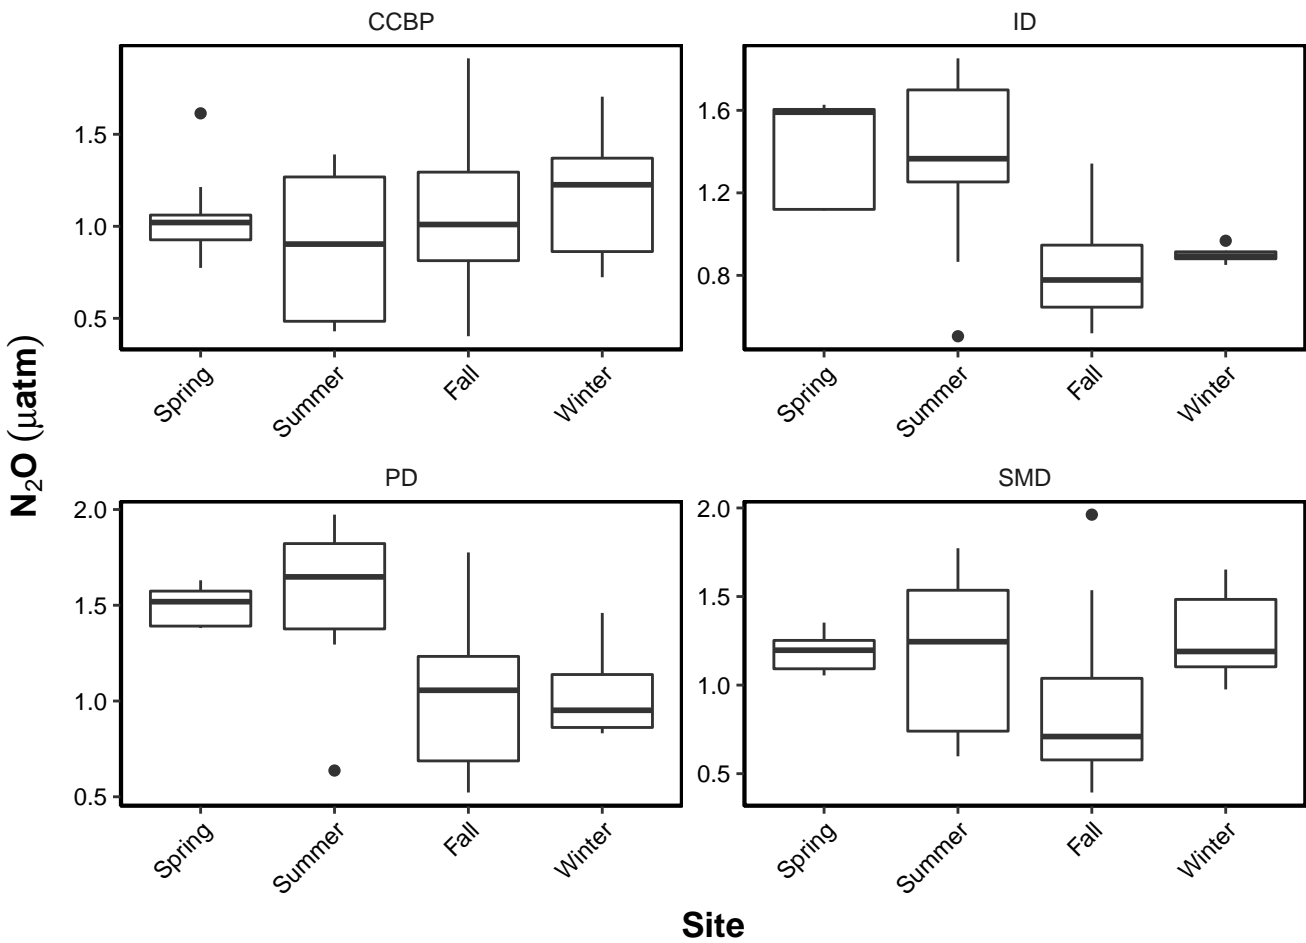 CCBP
ID
1.5
1.0
0.5
1.6
1.2
0.8
Spring
Summer
Fall
Winter
Spring
Summer
Fall
Winter
N₂O (μatm)
PD
SMD
2.0
1.5
1.0
0.5
2.0
1.5
1.0
0.5
Spring
Summer
Fall
Winter
Spring
Summer
Fall
Winter
Site